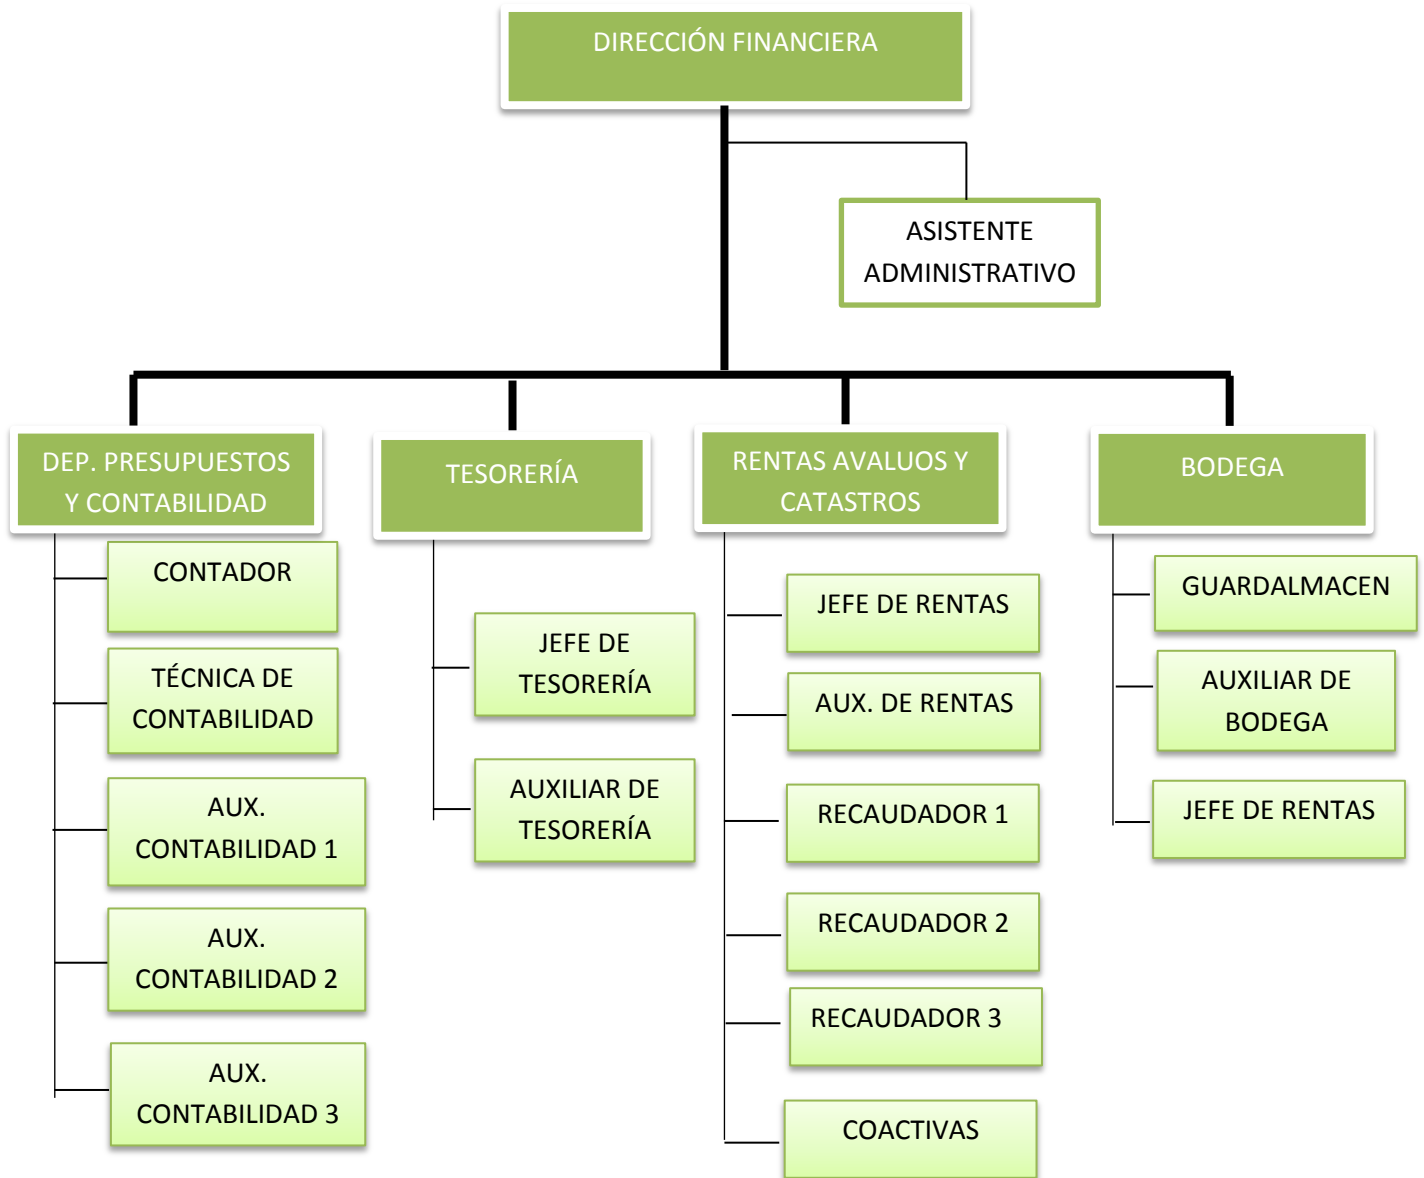 DIRECCIÓN FINANCIERA
ASISTENTE
ADMINISTRATIVO
DEP. PRESUPUESTOS
Y CONTABILIDAD
CONTADOR
TÉCNICA DE
CONTABILIDAD
AUX.
CONTABILIDAD 1
AUX.
CONTABILIDAD 2
AUX.
CONTABILIDAD 3
TESORERÍA
JEFE DE
TESORERÍA
AUXILIAR DE
TESORERÍA
RENTAS AVALUOS Y
CATASTROS
JEFE DE RENTAS
AUX. DE RENTAS
RECAUDADOR 1
RECAUDADOR 2
RECAUDADOR 3
COACTIVAS
BODEGA
GUARDALMACEN
AUXILIAR DE
BODEGA
JEFE DE RENTAS